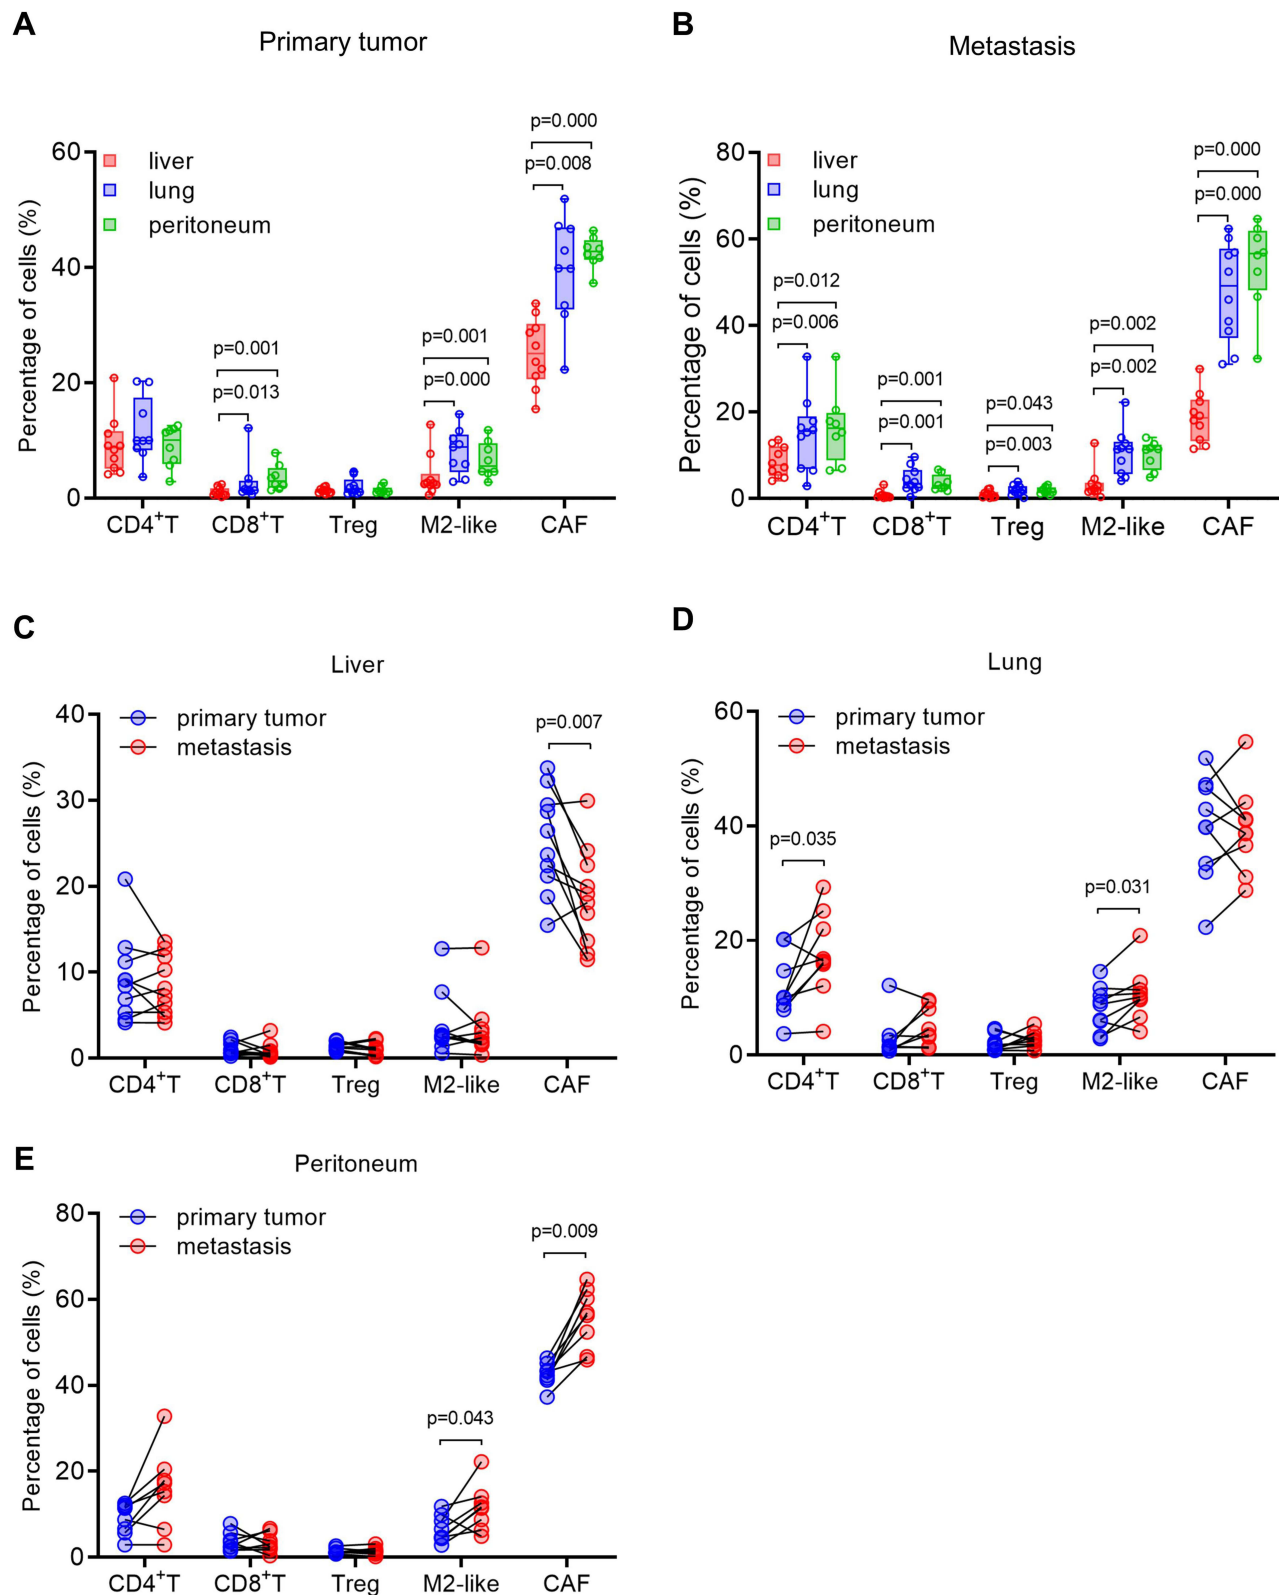 A
Primary tumor
p=0.000
p=0.008
60
liver
lung
peritoneum
p=0.001
p=0.001
p=0.013
p=0.000
40
20
0
Percentage of cells (%)
CD4⁺T CD8⁺T Treg M2-like CAF
B
Metastasis
p=0.000
p=0.000
80
liver
lung
peritoneum
p=0.012
p=0.006
p=0.002
p=0.002
p=0.001
p=0.001
p=0.043
p=0.003
60
40
20
0
Percentage of cells (%)
CD4⁺T CD8⁺T Treg M2-like CAF
C
Liver
40
primary tumor
metastasis
p=0.007
30
20
10
0
Percentage of cells (%)
CD4⁺T CD8⁺T Treg M2-like CAF
D
Lung
60
primary tumor
metastasis
p=0.035
p=0.031
40
20
0
Percentage of cells (%)
CD4⁺T CD8⁺T Treg M2-like CAF
E
Peritoneum
80
primary tumor
metastasis
p=0.009
p=0.043
60
40
20
0
Percentage of cells (%)
CD4⁺T CD8⁺T Treg M2-like CAF